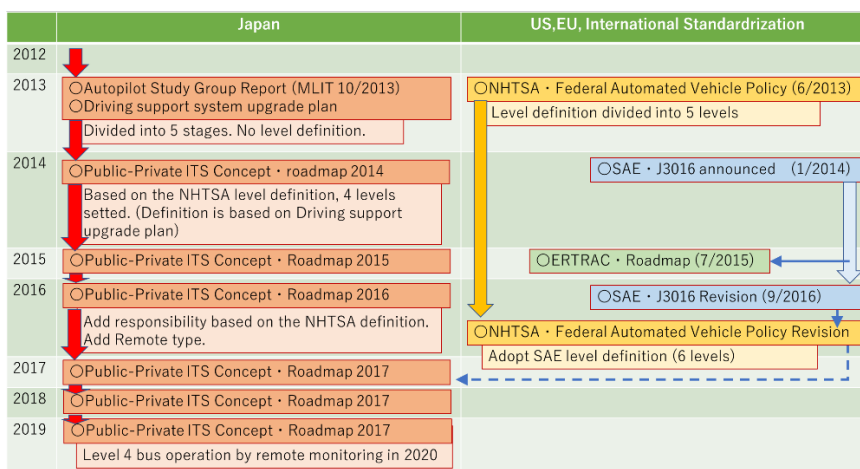 Japan
US,EU, International Standardrization
2012
2013
○Autopilot Study Group Report (MLIT 10/2013)
○Driving support system upgrade plan
Divided into 5 stages. No level definition.
○NHTSA・Federal Automated Vehicle Policy (6/2013)
Level definition divided into 5 levels
2014
○Public-Private ITS Concept・roadmap 2014
Based on the NHTSA level definition, 4 levels
setted. (Definition is based on Driving support
upgrade plan)
○SAE・J3016 announced (1/2014)
2015
○Public-Private ITS Concept・Roadmap 2015
○ERTRAC・Roadmap (7/2015)
2016
○Public-Private ITS Concept・Roadmap 2016
Add responsibility based on the NHTSA definition.
Add Remote type.
○SAE・J3016 Revision (9/2016)
○NHTSA・Federal Automated Vehicle Policy Revision
Adopt SAE level definition (6 levels)
2017
○Public-Private ITS Concept・Roadmap 2017
2018
○Public-Private ITS Concept・Roadmap 2017
2019
○Public-Private ITS Concept・Roadmap 2017
Level 4 bus operation by remote monitoring in 2020